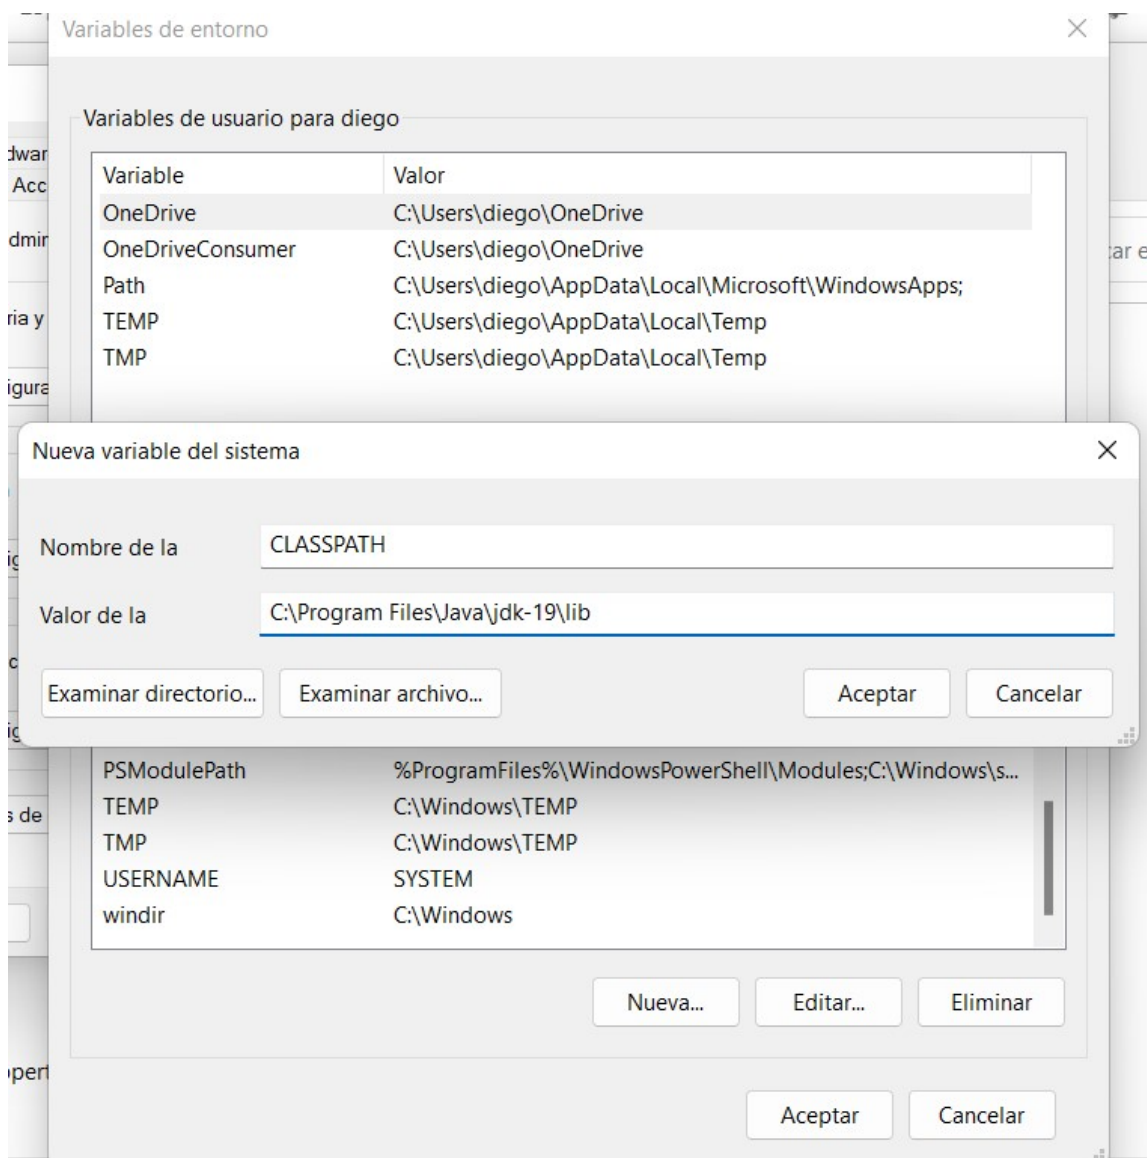 Variables de entorno
Variables de usuario para diego
Variable Valor
OneDrive C:\Users\diego\OneDrive
OneDriveConsumer C:\Users\diego\OneDrive
Path C:\Users\diego\AppData\Local\Microsoft\WindowsApps;
TEMP C:\Users\diego\AppData\Local\Temp
TMP C:\Users\diego\AppData\Local\Temp
Nueva variable del sistema
Nombre de la CLASSPATH
Valor de la C:\Program Files\Java\jdk-19\lib
Examinar directorio... Examinar archivo... Aceptar Cancelar
PSModulePath %ProgramFiles%\WindowsPowerShell\Modules;C:\Windows\s...
TEMP C:\Windows\TEMP
TMP C:\Windows\TEMP
USERNAME SYSTEM
windir C:\Windows
Nueva... Editar... Eliminar
Aceptar Cancelar